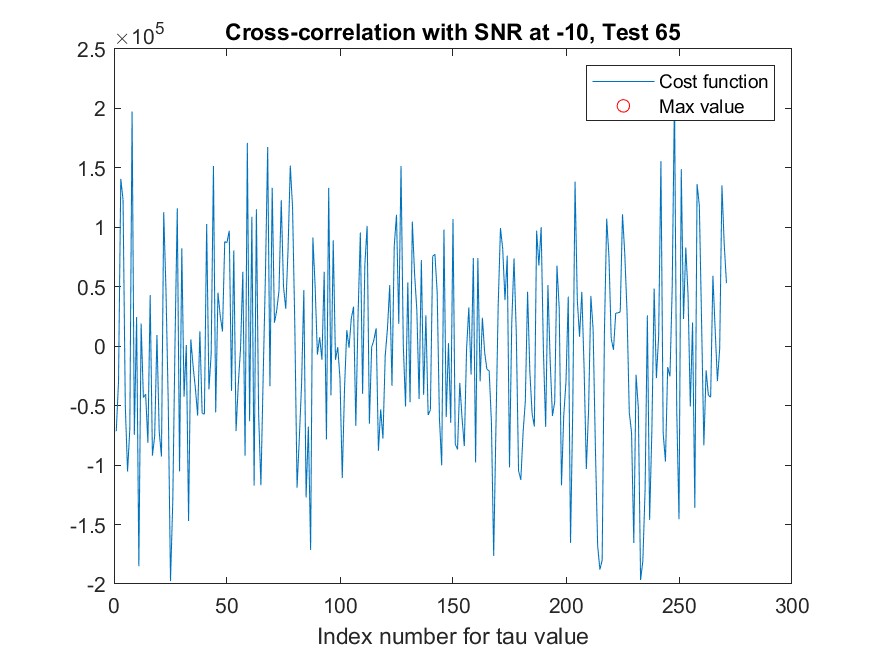 ×10⁵
Cross-correlation with SNR at -10, Test 65
2.5
2
1.5
1
0.5
0
-0.5
-1
-1.5
-2
Cost function
Max value
0 50 100 150 200 250 300
Index number for tau value